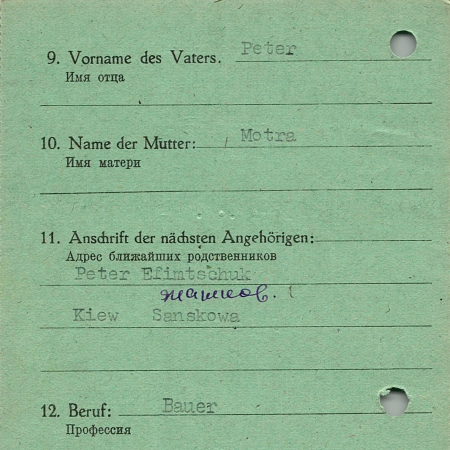 9. Vorname des Vaters. Peter
Имя отца
10. Name der Mutter: Motra
Имя матери
11. Anschrift der nächsten Angehörigen:
Адрес ближайших родственников
Peter Efimtschuk
Kiew Sanskowa
12. Beruf: Bauer
Профессия